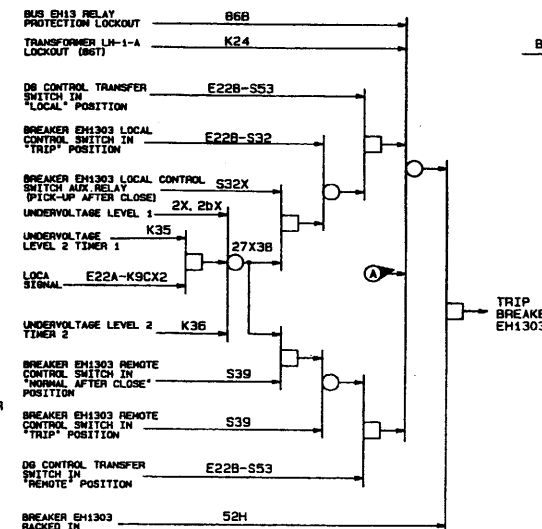 BUS EH13 RELAY
PROTECTION LOCKOUT
86B
TRANSFORMER LH-1-A
LOCKOUT (86T)
K24
B
DG CONTROL TRANSFER
SWITCH IN
"LOCAL" POSITION
E22B-S53
BREAKER EH1303 LOCAL
CONTROL SWITCH IN
"TRIP" POSITION
E22B-S32
BREAKER EH1303 LOCAL CONTROL
SWITCH AUX.RELAY
(PICK-UP AFTER CLOSE)
S32X
UNDERVOLTAGE LEVEL 1
2X, 2bX
UNDERVOLTAGE
LEVEL 2 TIMER 1
K35
27X3B
LOCA
SIGNAL
E22A-K9CX2
A
TRIP
BREAKE
EH1303
UNDERVOLTAGE LEVEL 2
TIMER 2
K36
BREAKER EH1303 REMOTE
CONTROL SWITCH IN
"NORMAL AFTER CLOSE"
POSITION
S39
R
BREAKER EH1303 REMOTE
CONTROL SWITCH IN
"TRIP" POSITION
S39
DG CONTROL TRANSFER
SWITCH IN
"REMOTE" POSITION
E22B-S53
BREAKER EH1303
RACKED IN
52H